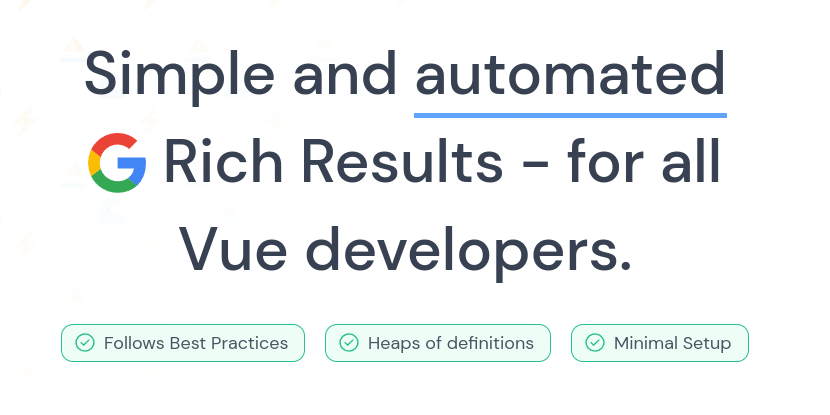 Simple and automated
Rich Results - for all
Vue developers.
Follows Best Practices
Heaps of definitions
Minimal Setup